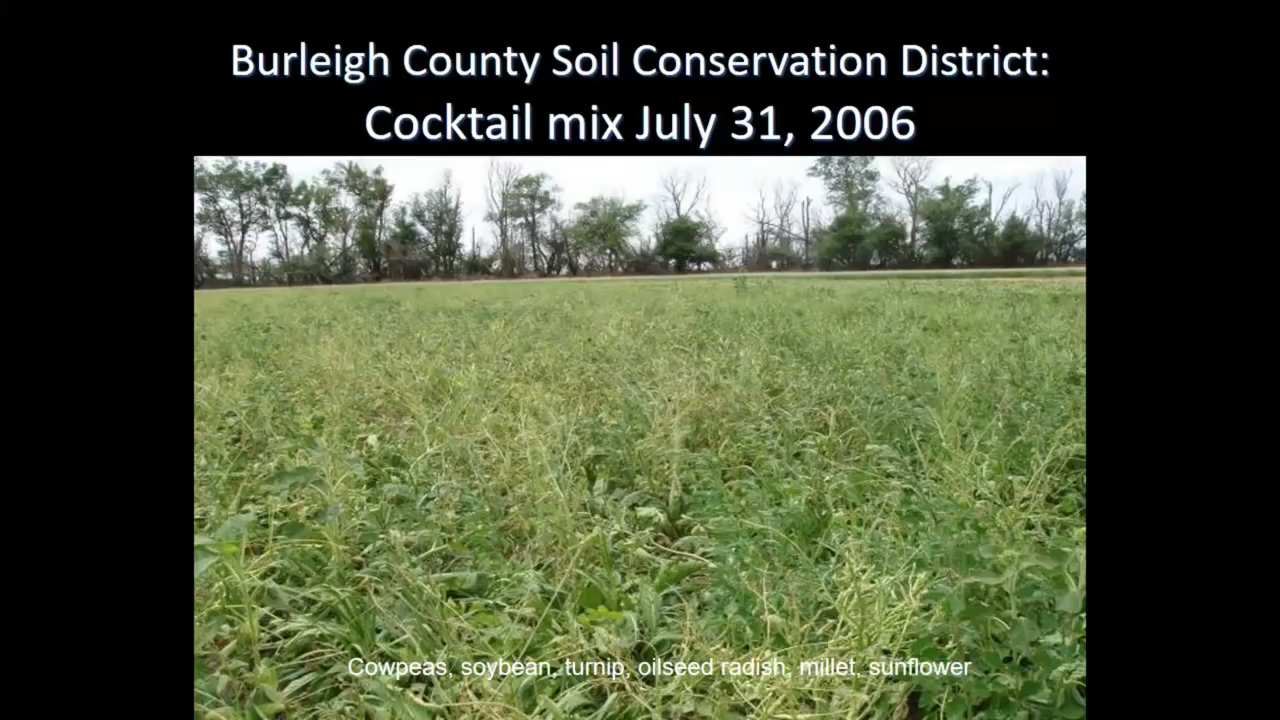 Burleigh County Soil Conservation District:
Cocktail mix July 31, 2006
Cowpeas, soybean, turnip, oilseed radish, millet, sunflower